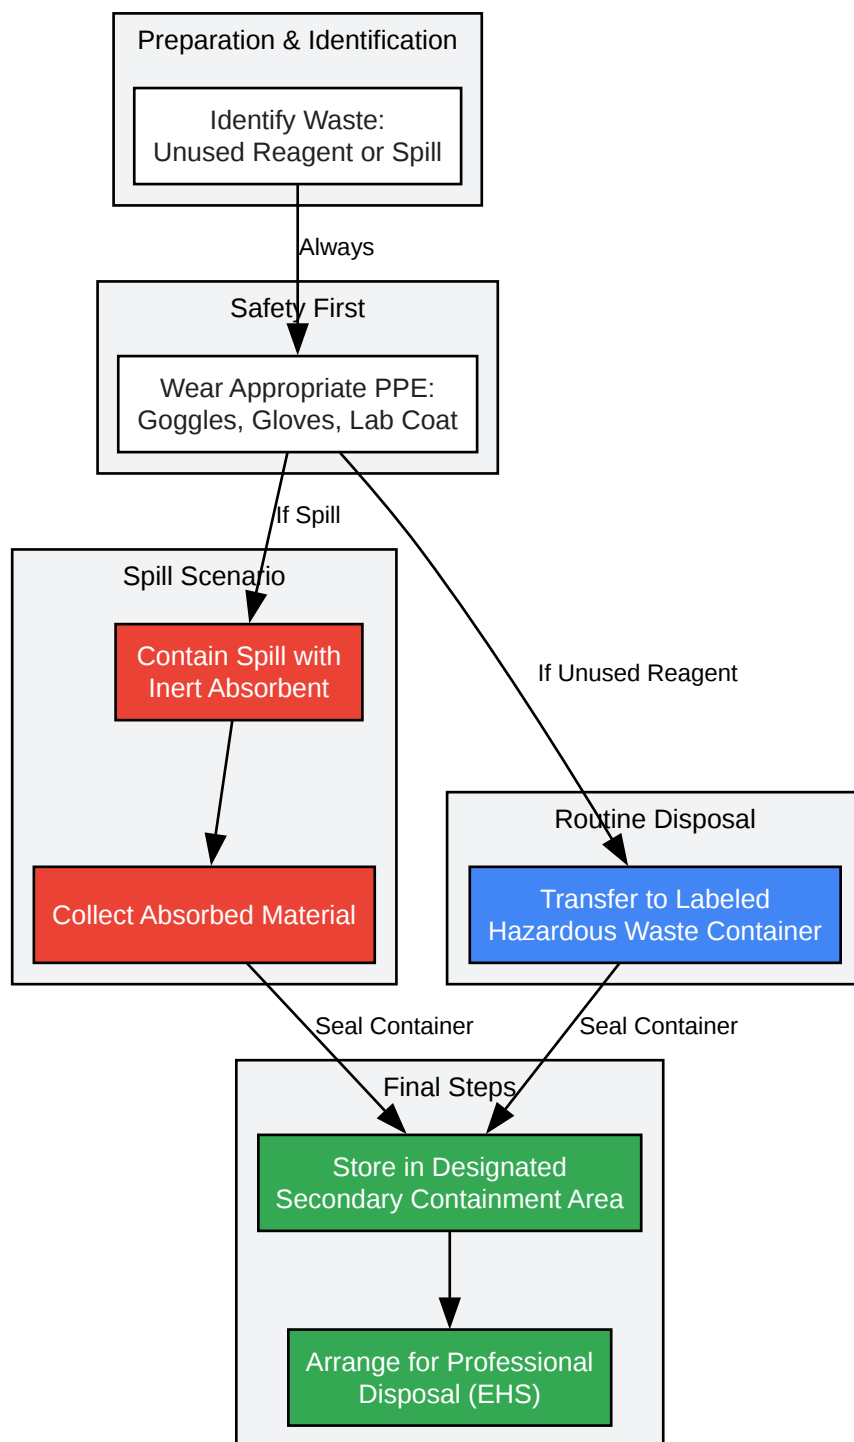 Preparation & Identification
Identify Waste:
Unused Reagent or Spill
Always
Safety First
Wear Appropriate PPE:
Goggles, Gloves, Lab Coat
If Spill
Spill Scenario
Contain Spill with
Inert Absorbent
If Unused Reagent
Routine Disposal
Collect Absorbed Material
Transfer to Labeled
Hazardous Waste Container
Seal Container
Seal Container
Final Steps
Store in Designated
Secondary Containment Area
Arrange for Professional
Disposal (EHS)